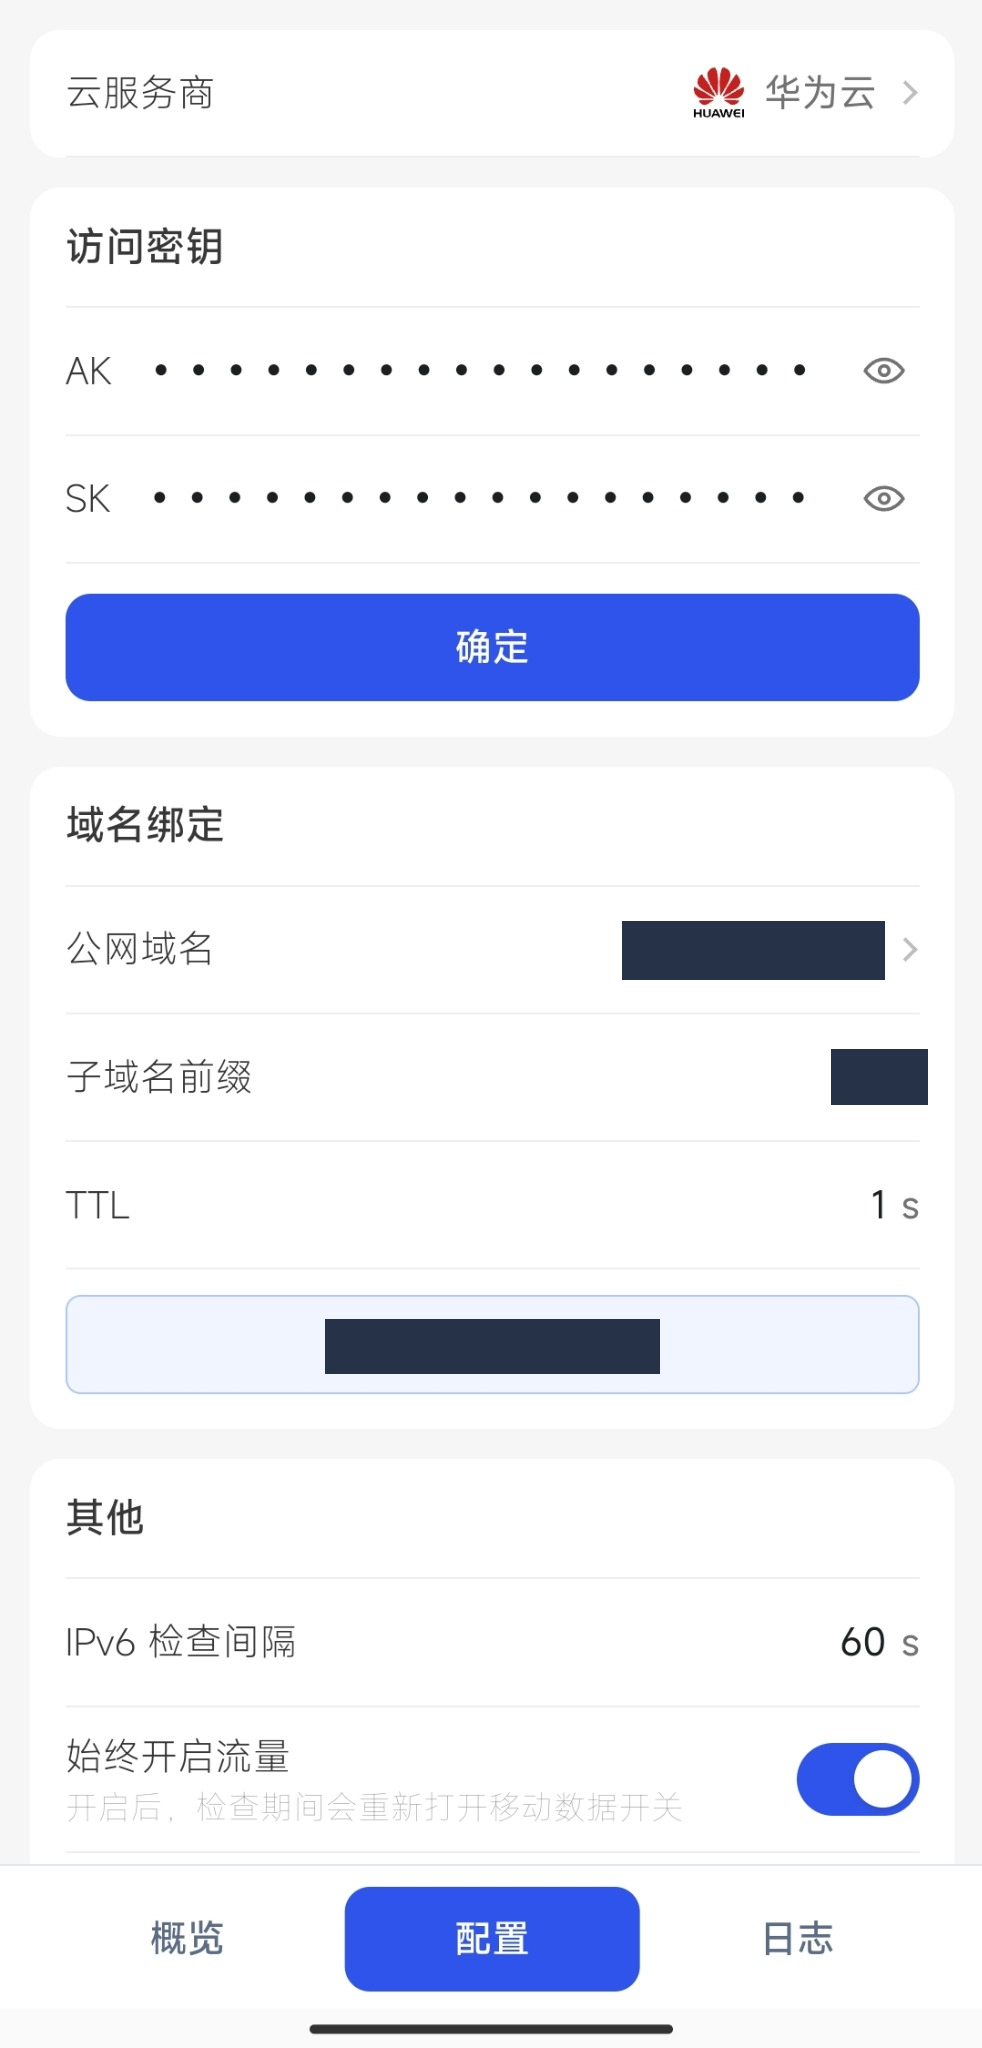 云服务商
HUAWEI
华为云
访问密钥
AK
SK
确定
域名绑定
公网域名
子域名前缀
TTL
1 s
其他
IPv6 检查间隔
60 s
始终开启流量
开启后，检查期间会重新打开移动数据开关
概览
配置
日志